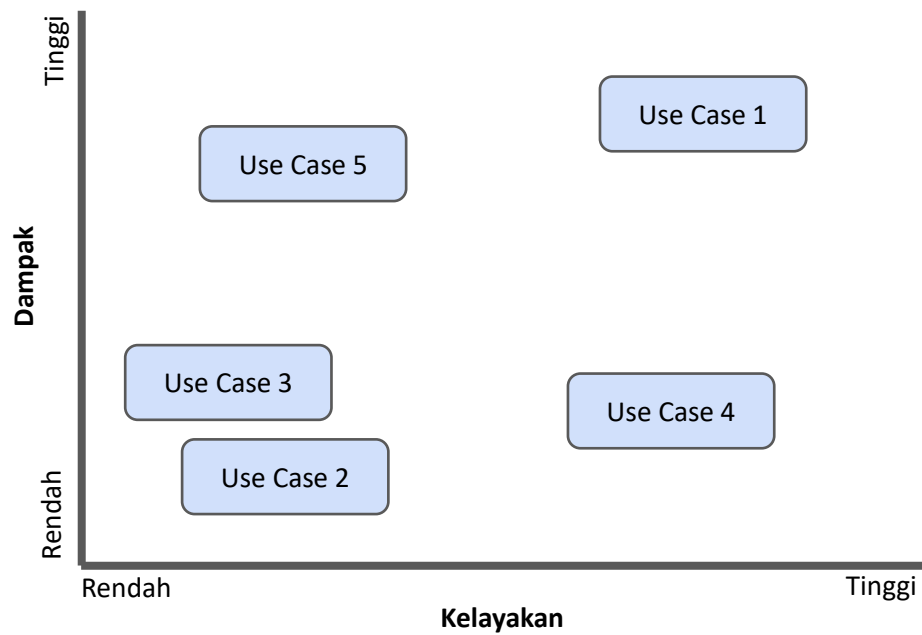 Tinggi
Use Case 1
Use Case 5
Dampak
Use Case 3
Use Case 4
Use Case 2
Rendah
Rendah
Tinggi
Kelayakan